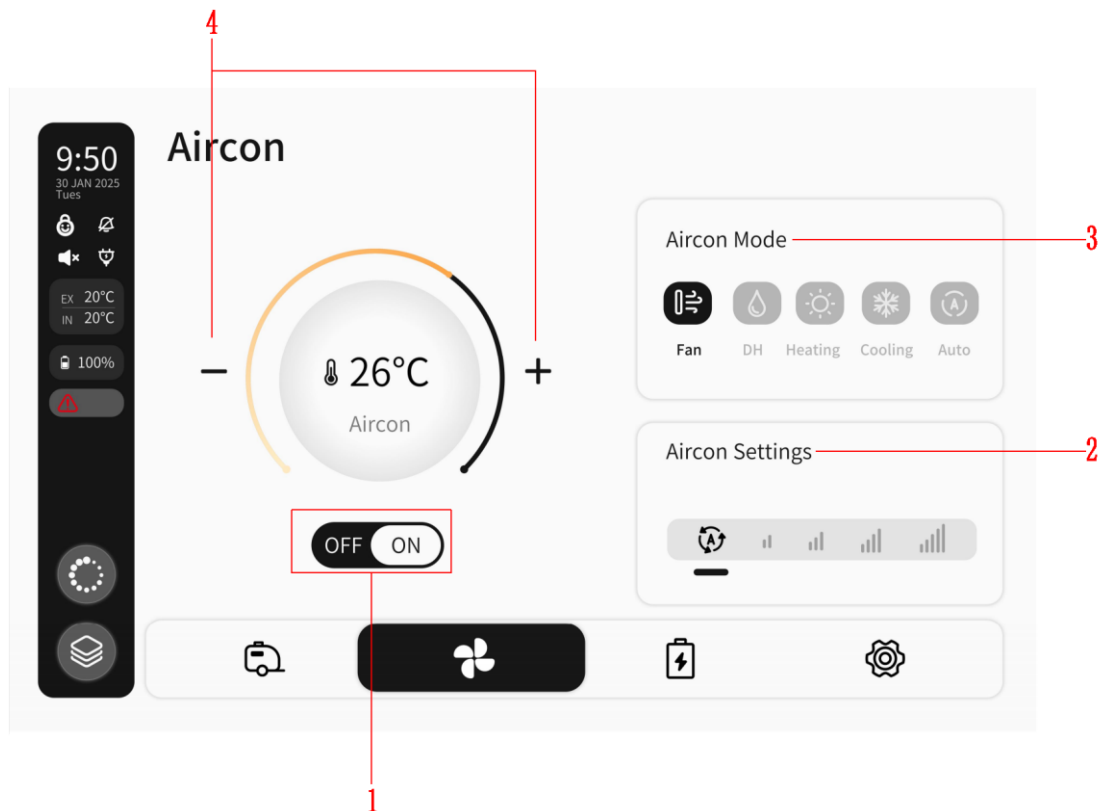 4
9:50
30 JAN 2025
Tues
EX 20°C
IN 20°C
100%
Aircon
26°C
Aircon
OFF ON
Aircon Mode
3
Fan DH Heating Cooling Auto
Aircon Settings
2
A
1